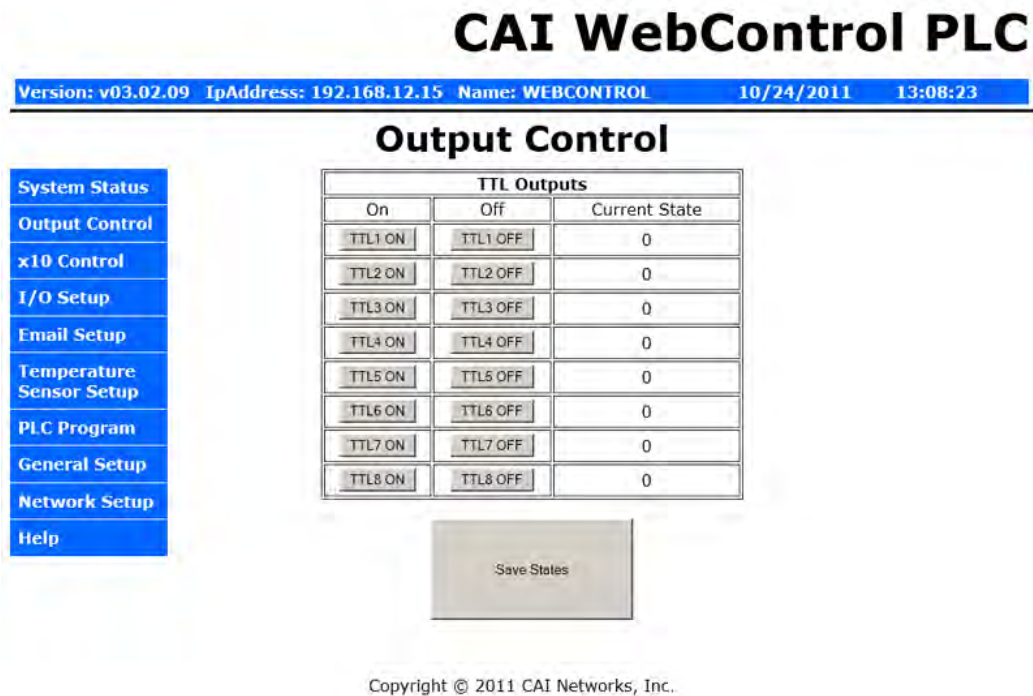 CAI WebControl PLC
Version: v03.02.09 IpAddress: 192.168.12.15 Name: WEBCONTROL 10/24/2011 13:08:23
Output Control
System Status
Output Control
x10 Control
I/O Setup
Email Setup
Temperature
Sensor Setup
PLC Program
General Setup
Network Setup
Help
TTL Outputs
On Off Current State
TTL1 ON TTL1 OFF 0
TTL2 ON TTL2 OFF 0
TTL3 ON TTL3 OFF 0
TTL4 ON TTL4 OFF 0
TTL5 ON TTL5 OFF 0
TTL6 ON TTL6 OFF 0
TTL7 ON TTL7 OFF 0
TTL8 ON TTL8 OFF 0
Save States
Copyright © 2011 CAI Networks, Inc.